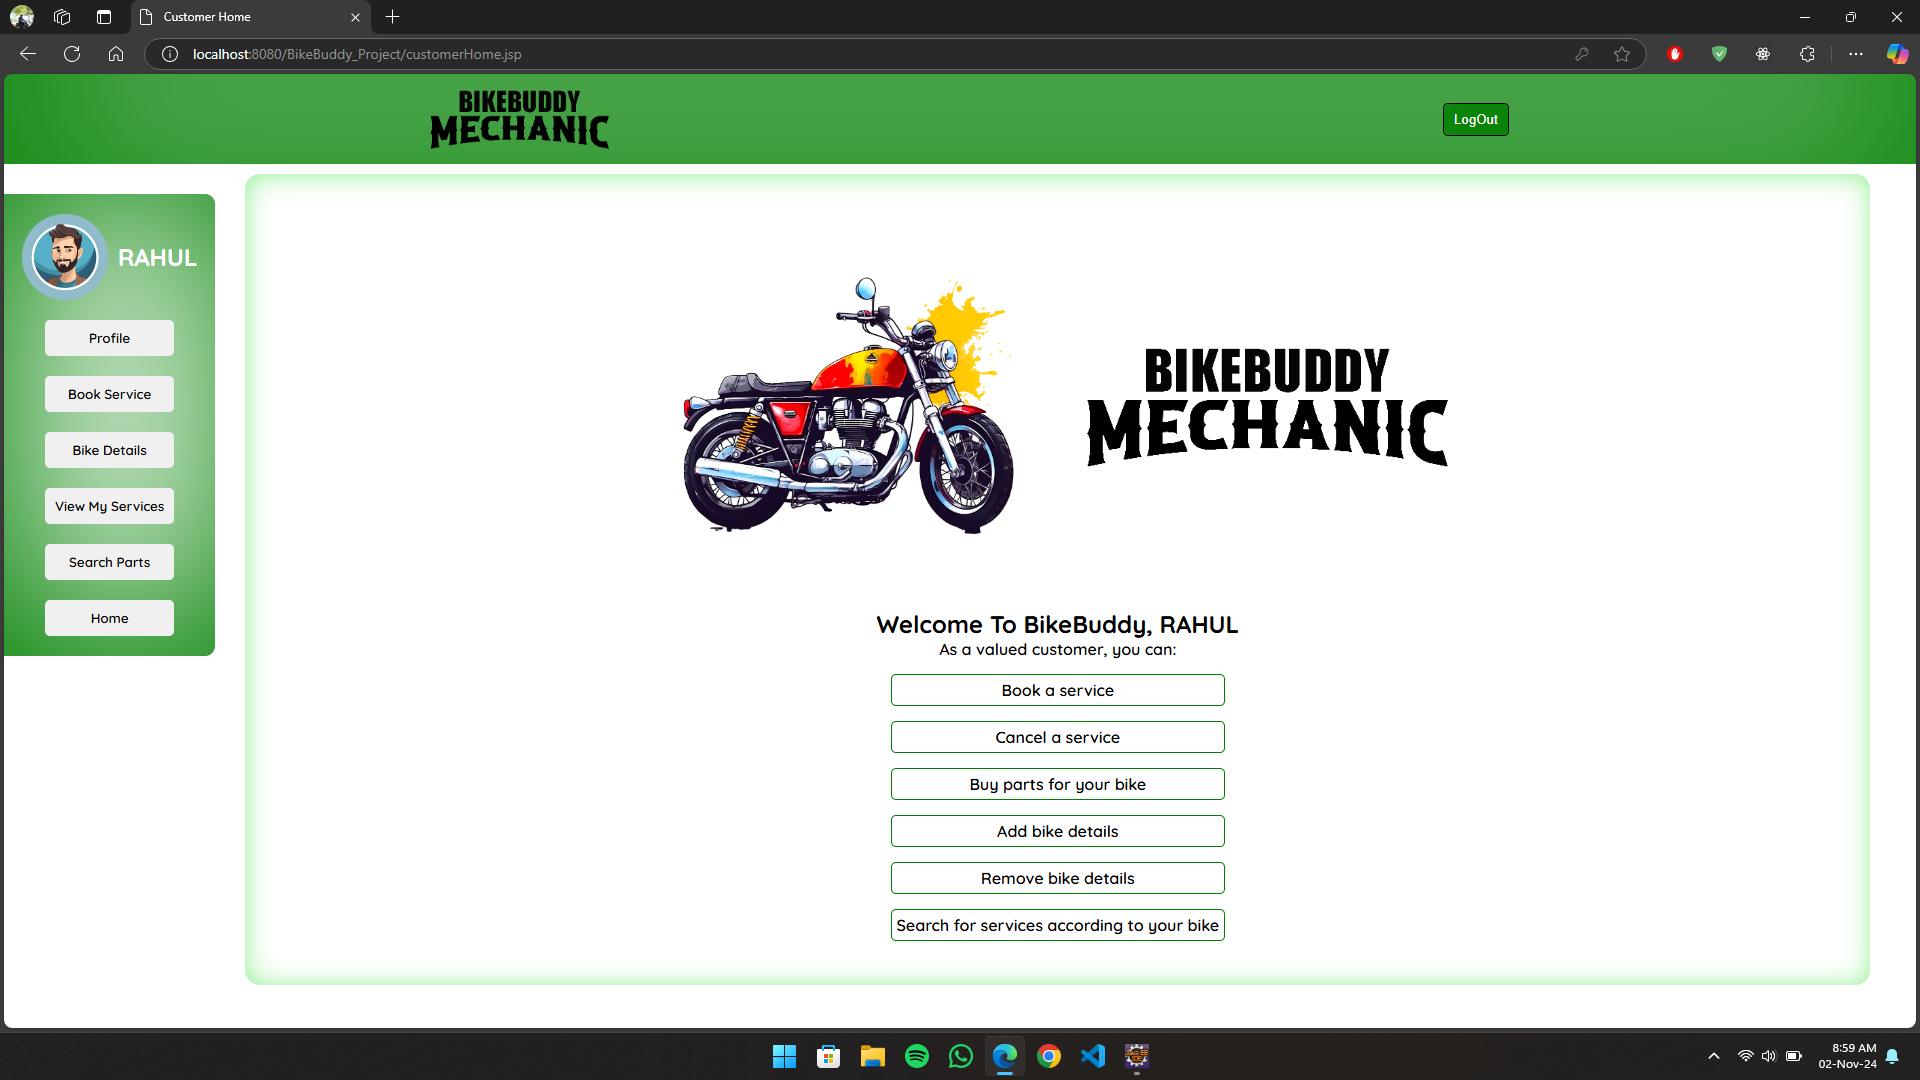 Customer Home
localhost:8080/BikeBuddy_Project/customerHome.jsp
BIKEBUDDY
MECHANIC
LogOut
RAHUL
Profile
Book Service
Bike Details
View My Services
Search Parts
Home
BIKEBUDDY
MECHANIC
Welcome To BikeBuddy, RAHUL
As a valued customer, you can:
Book a service
Cancel a service
Buy parts for your bike
Add bike details
Remove bike details
Search for services according to your bike
8:59 AM
02-Nov-24